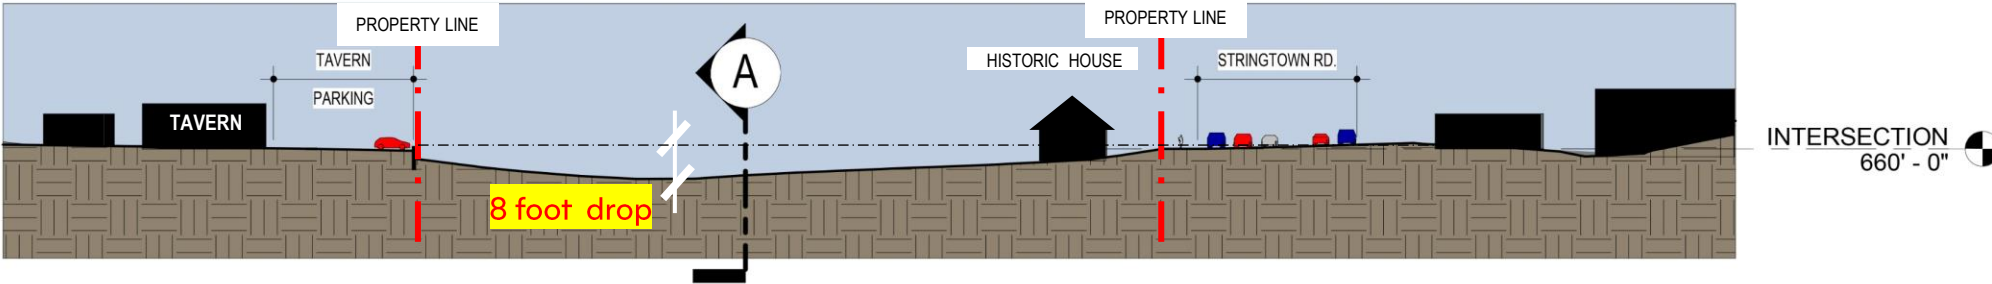 PROPERTY LINE
PROPERTY LINE
TAVERN
PARKING
A
HISTORIC HOUSE
STRINGTOWN RD.
TAVERN
INTERSECTION
660' - 0"
8 foot drop